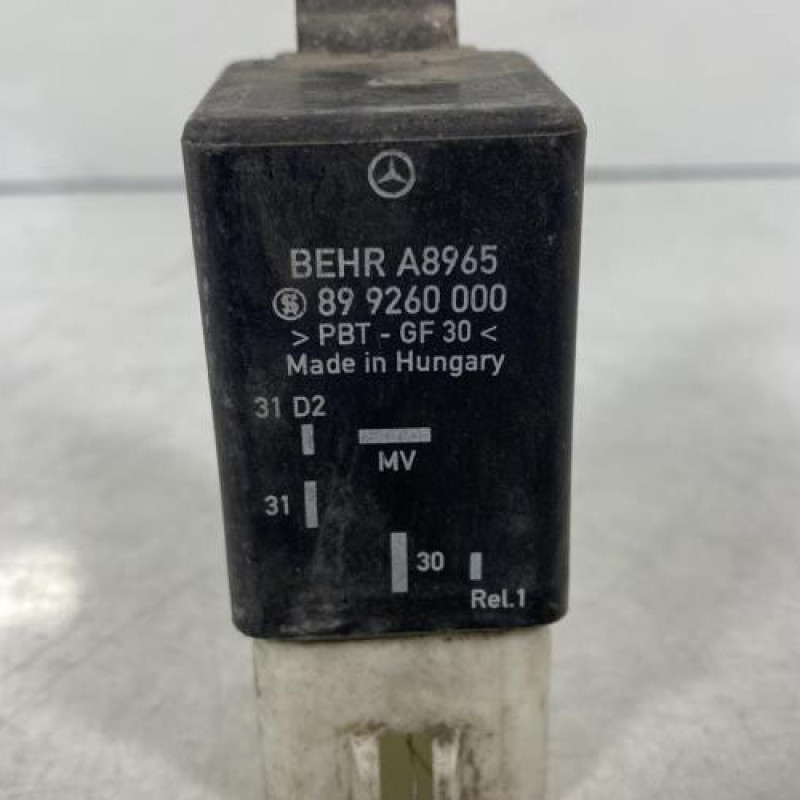 BEHR A8965
89 9260 000
> PBT - GF 30 <
Made in Hungary
31 D2
MV
31
30
Rel.1